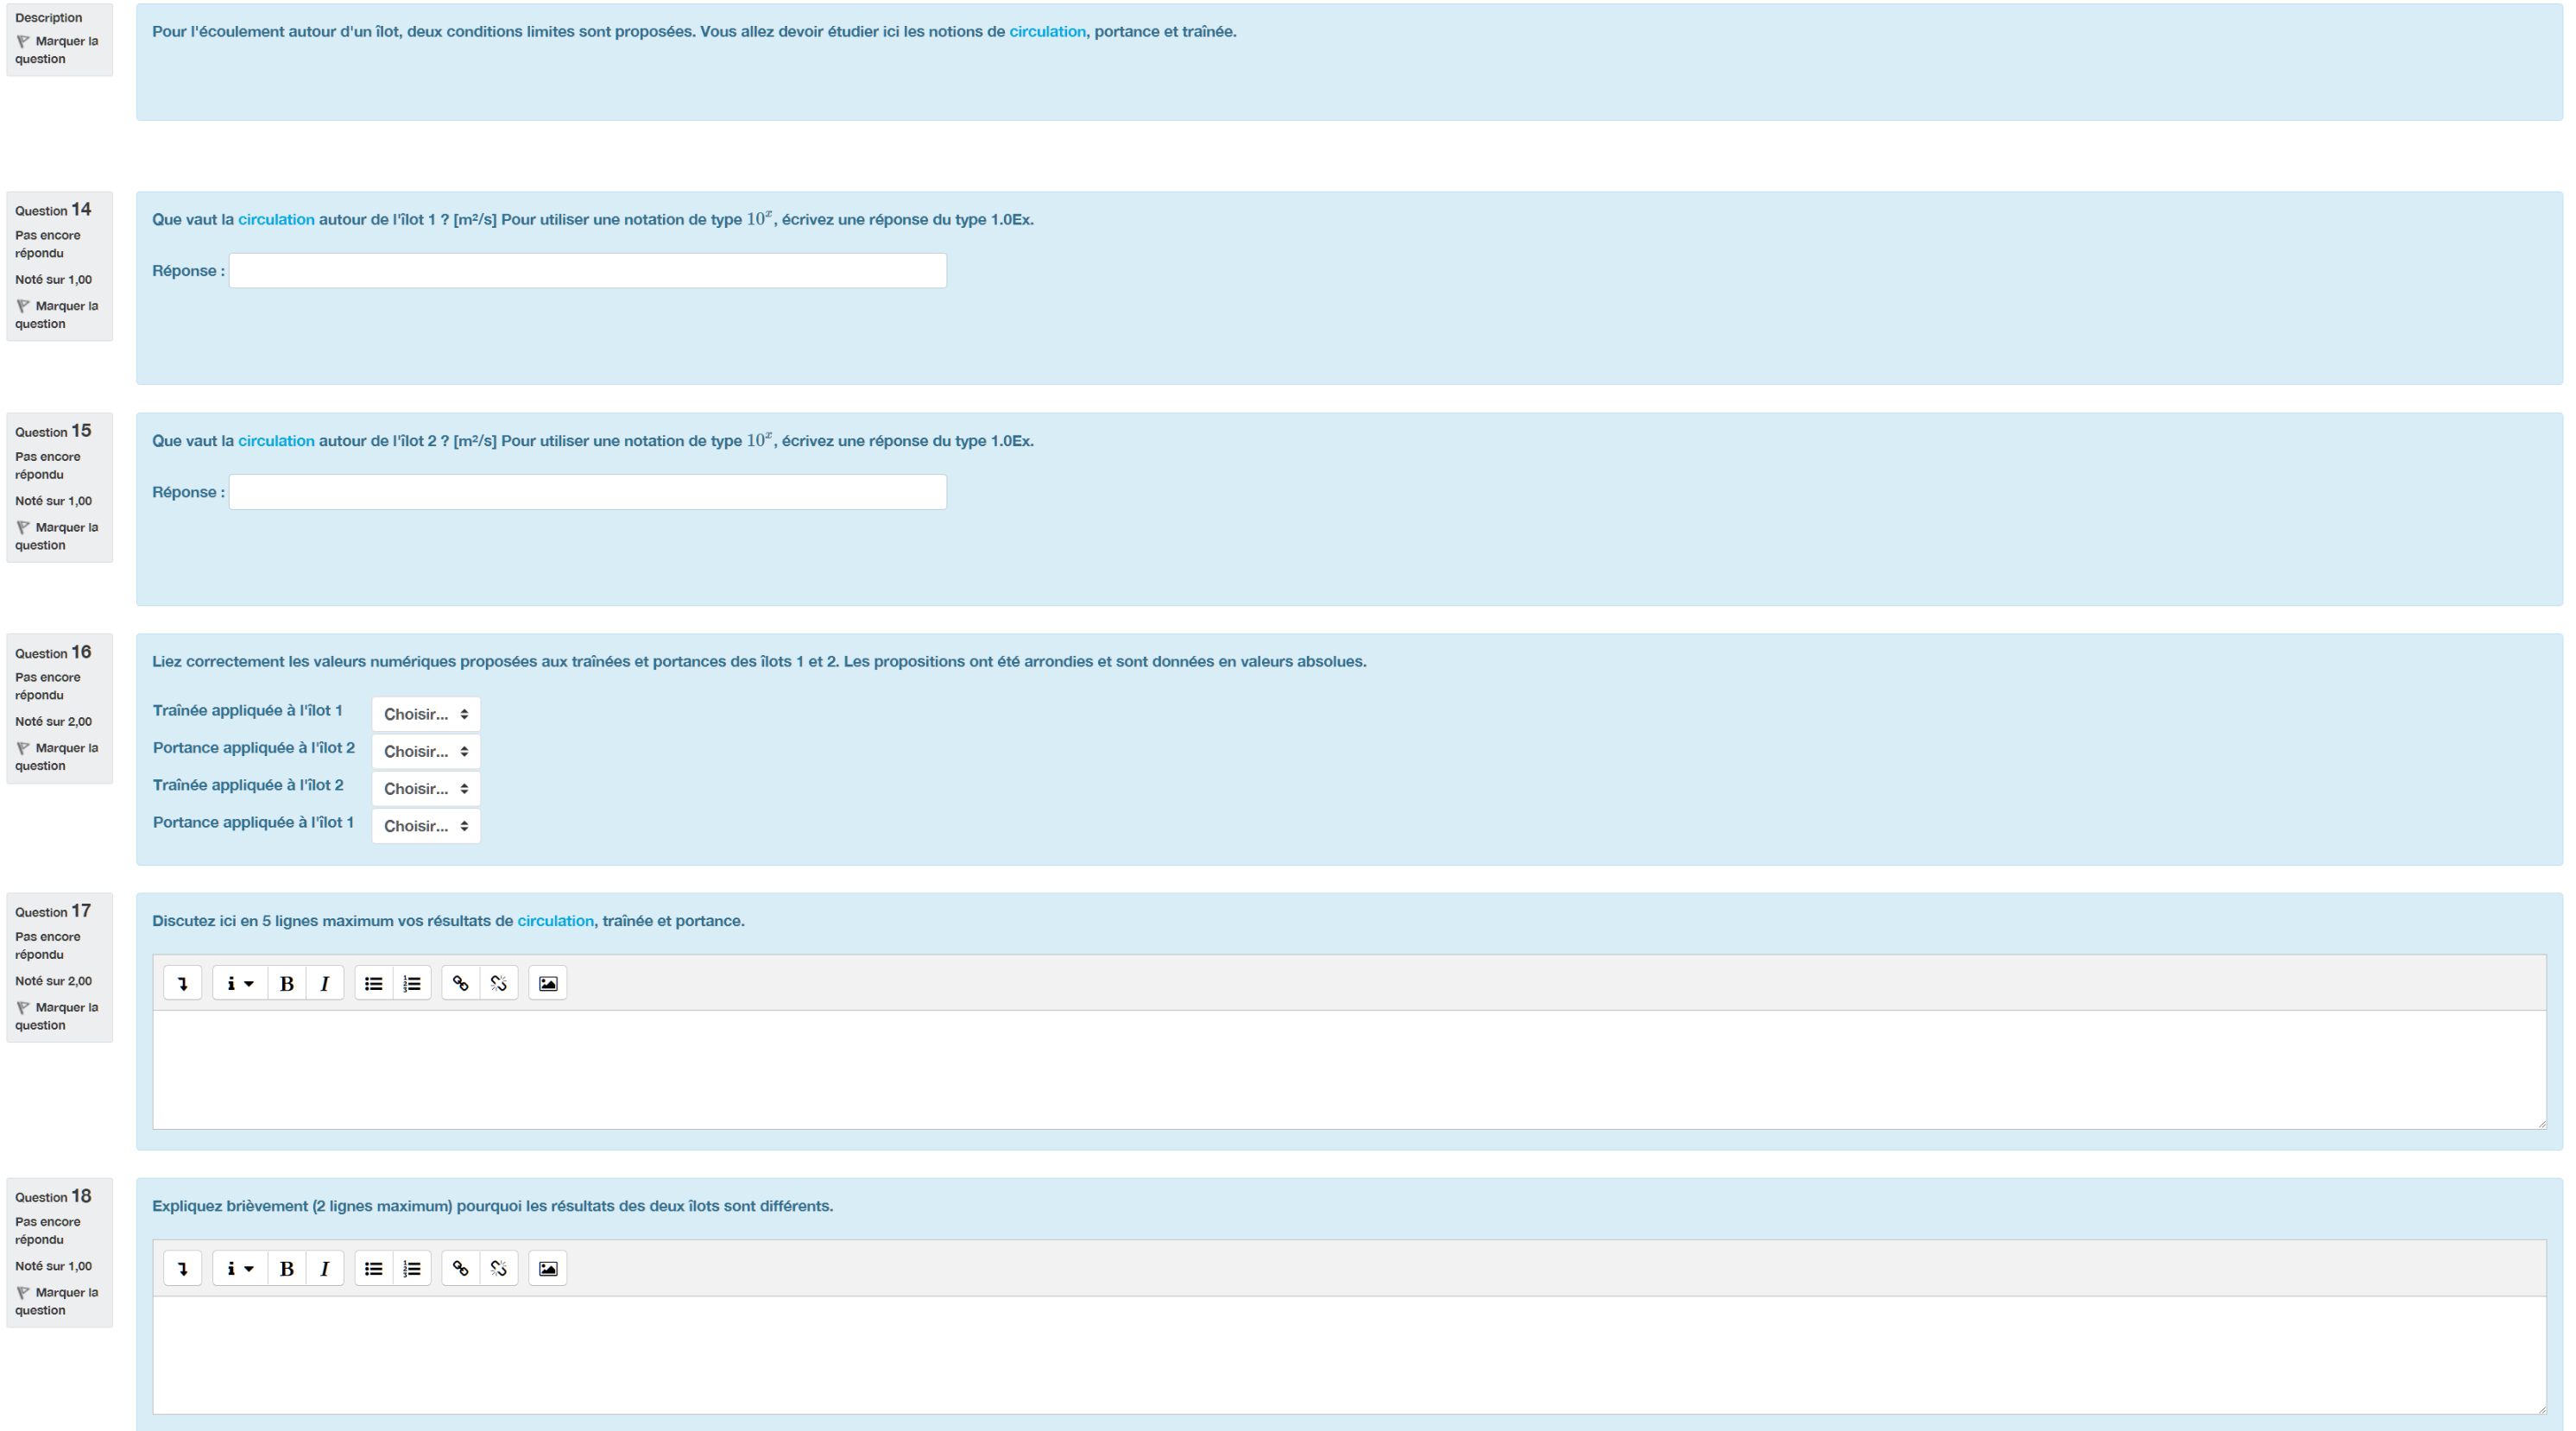 Description
Marquer la
question
Pour l'écoulement autour d'un îlot, deux conditions limites sont proposées. Vous allez devoir étudier ici les notions de circulation, portance et traînée.
Question 14
Pas encore
répondu
Noté sur 1,00
Marquer la
question
Que vaut la circulation autour de l'îlot 1 ? [m²/s] Pour utiliser une notation de type 10^x, écrivez une réponse du type 1.0Ex.
Réponse :
Question 15
Pas encore
répondu
Noté sur 1,00
Marquer la
question
Que vaut la circulation autour de l'îlot 2 ? [m²/s] Pour utiliser une notation de type 10^x, écrivez une réponse du type 1.0Ex.
Réponse :
Question 16
Pas encore
répondu
Noté sur 2,00
Marquer la
question
Liez correctement les valeurs numériques proposées aux traînées et portances des îlots 1 et 2. Les propositions ont été arrondies et sont données en valeurs absolues.
Traînée appliquée à l'îlot 1 Choisir...
Portance appliquée à l'îlot 2 Choisir...
Traînée appliquée à l'îlot 2 Choisir...
Portance appliquée à l'îlot 1 Choisir...
Question 17
Pas encore
répondu
Noté sur 2,00
Marquer la
question
Discutez ici en 5 lignes maximum vos résultats de circulation, traînée et portance.
i B I
Question 18
Pas encore
répondu
Noté sur 1,00
Marquer la
question
Expliquez brièvement (2 lignes maximum) pourquoi les résultats des deux îlots sont différents.
i B I